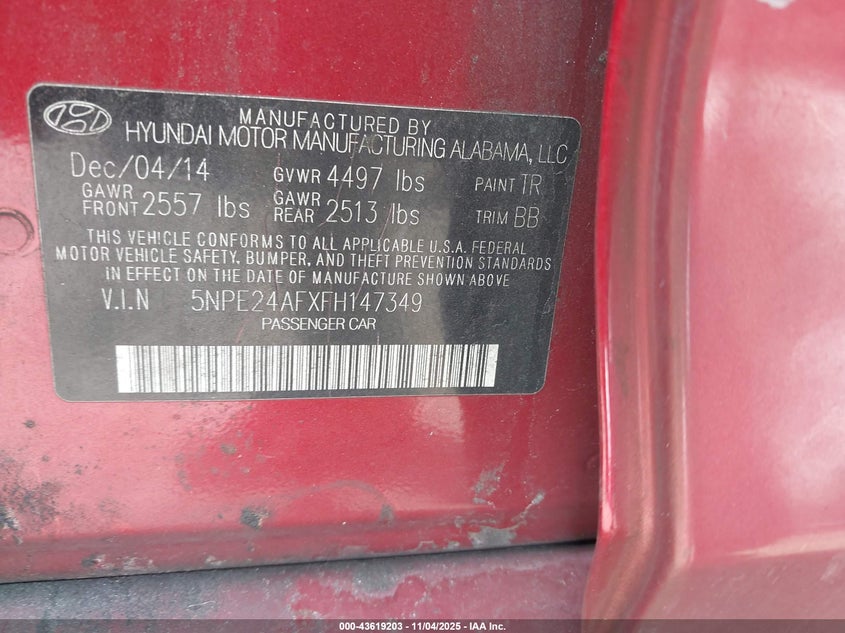 MANUFACTURED BY
HYUNDAI MOTOR MANUFACTURING ALABAMA, LLC
Dec/04/14 GVWR 4497 lbs PAINT TR
GAWR FRONT 2557 lbs GAWR REAR 2513 lbs TRIM BB
THIS VEHICLE CONFORMS TO ALL APPLICABLE U.S.A. FEDERAL
MOTOR VEHICLE SAFETY, BUMPER, AND THEFT PREVENTION STANDARDS
IN EFFECT ON THE DATE OF MANUFACTURE SHOWN ABOVE
V.I.N 5NPE24AFXFH147349
PASSENGER CAR
000-43619203 - 11/04/2025 - IAA Inc.